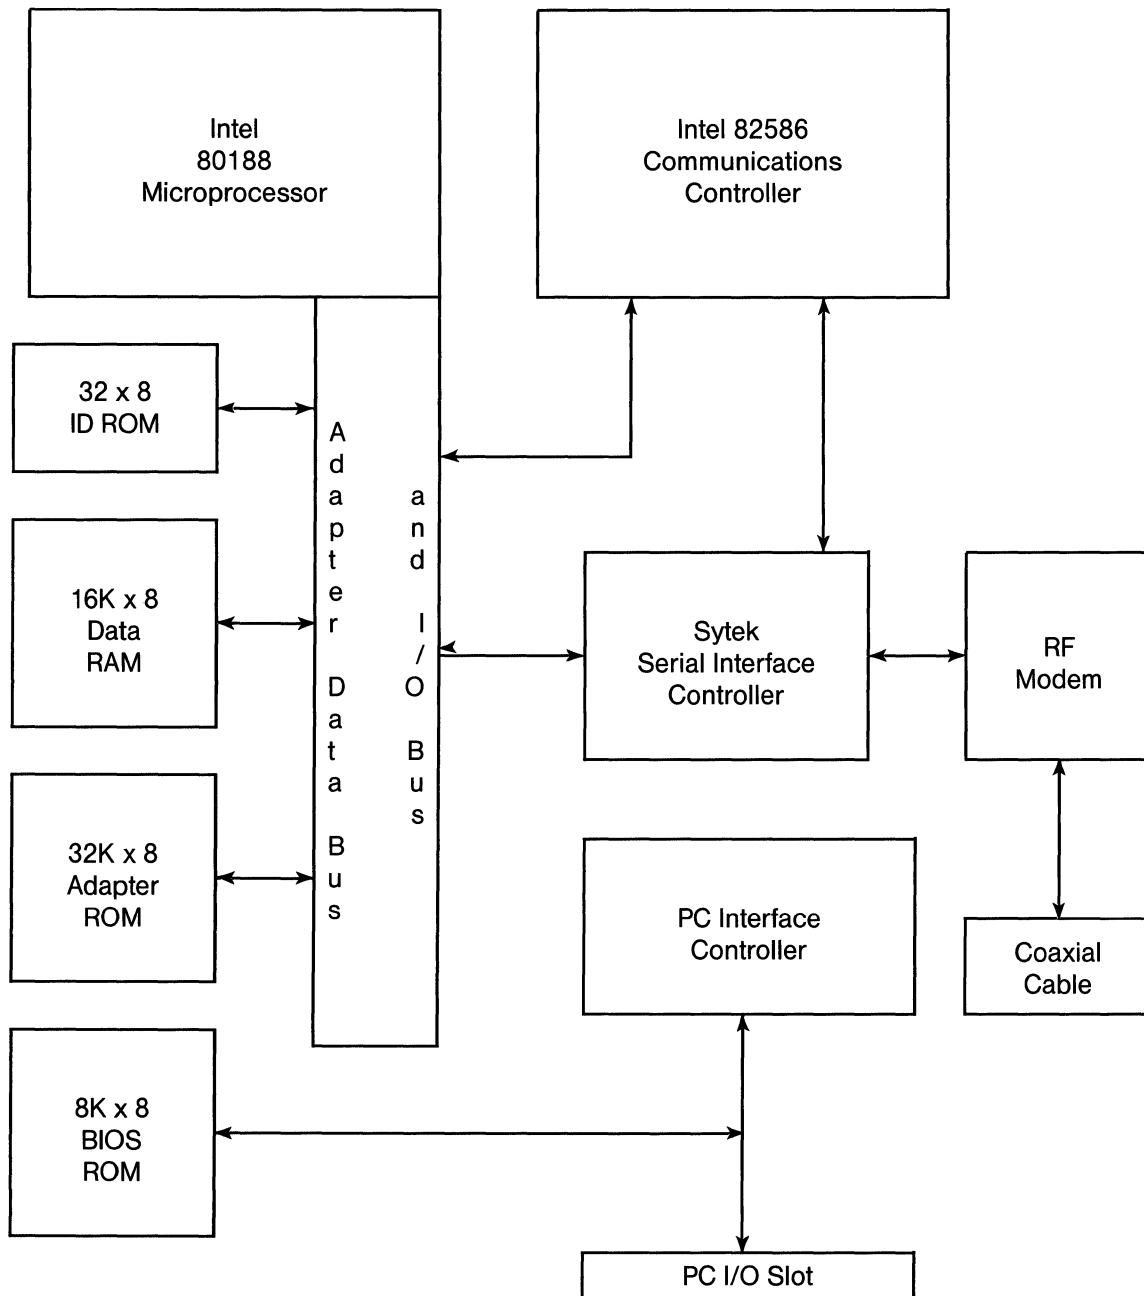 Intel
80188
Microprocessor
Intel 82586
Communications
Controller
32 x 8
ID ROM
16K x 8
Data
RAM
32K x 8
Adapter
ROM
8K x 8
BIOS
ROM
Adapter Data Bus
and I/O Bus
Sytek
Serial Interface
Controller
RF
Modem
PC Interface
Controller
Coaxial
Cable
PC I/O Slot